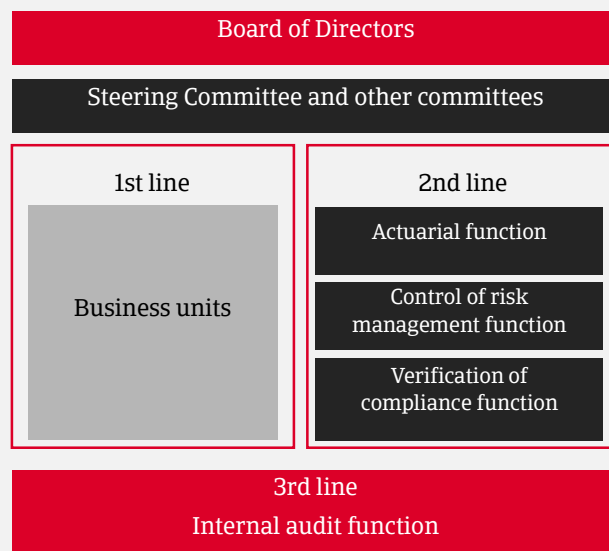 Board of Directors
Steering Committee and other committees
1st line
Business units
2nd line
Actuarial function
Control of risk
management function
Verification of
compliance function
3rd line
Internal audit function